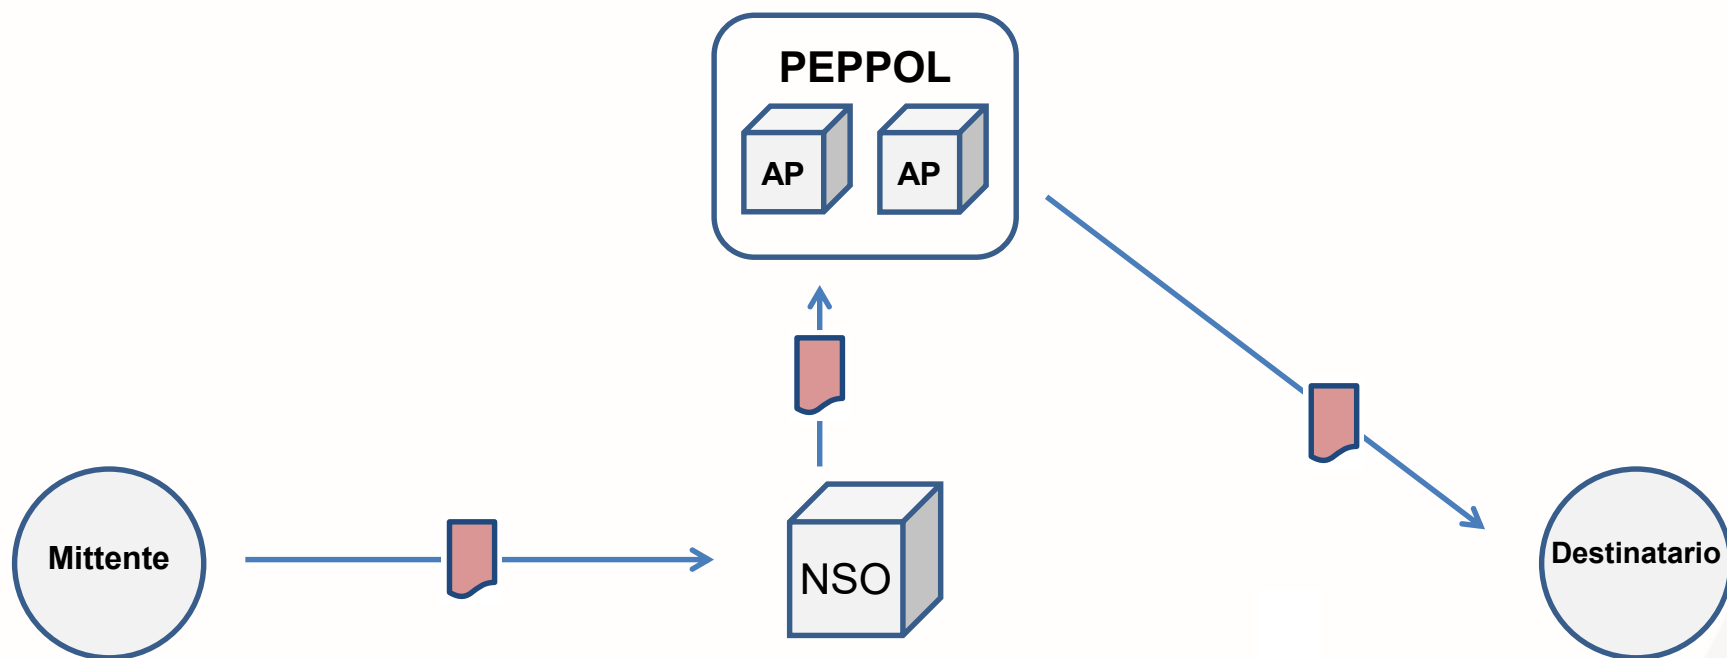 PEPPOL
AP AP
Mittente
NSO
Destinatario